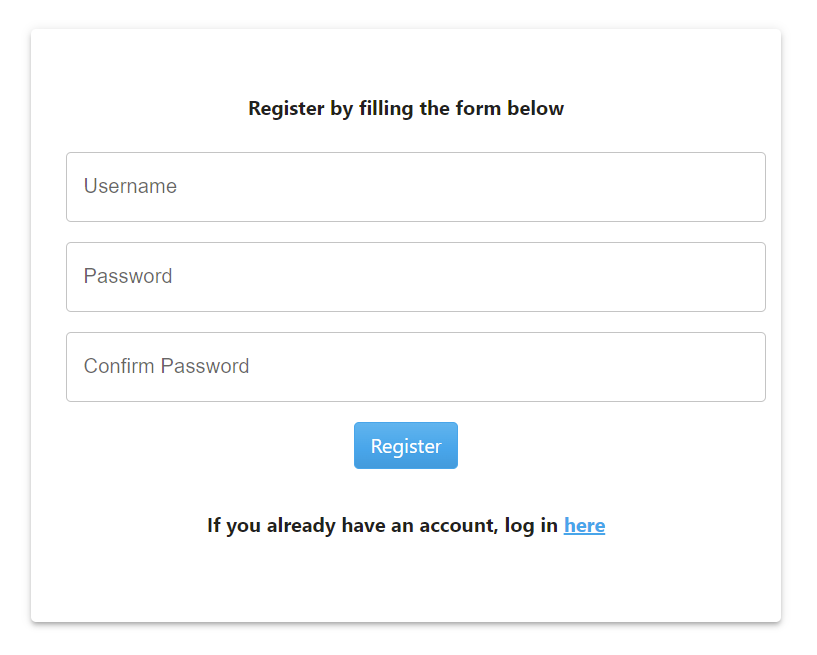 Register by filling the form below
Username
Password
Confirm Password
Register
If you already have an account, log in here